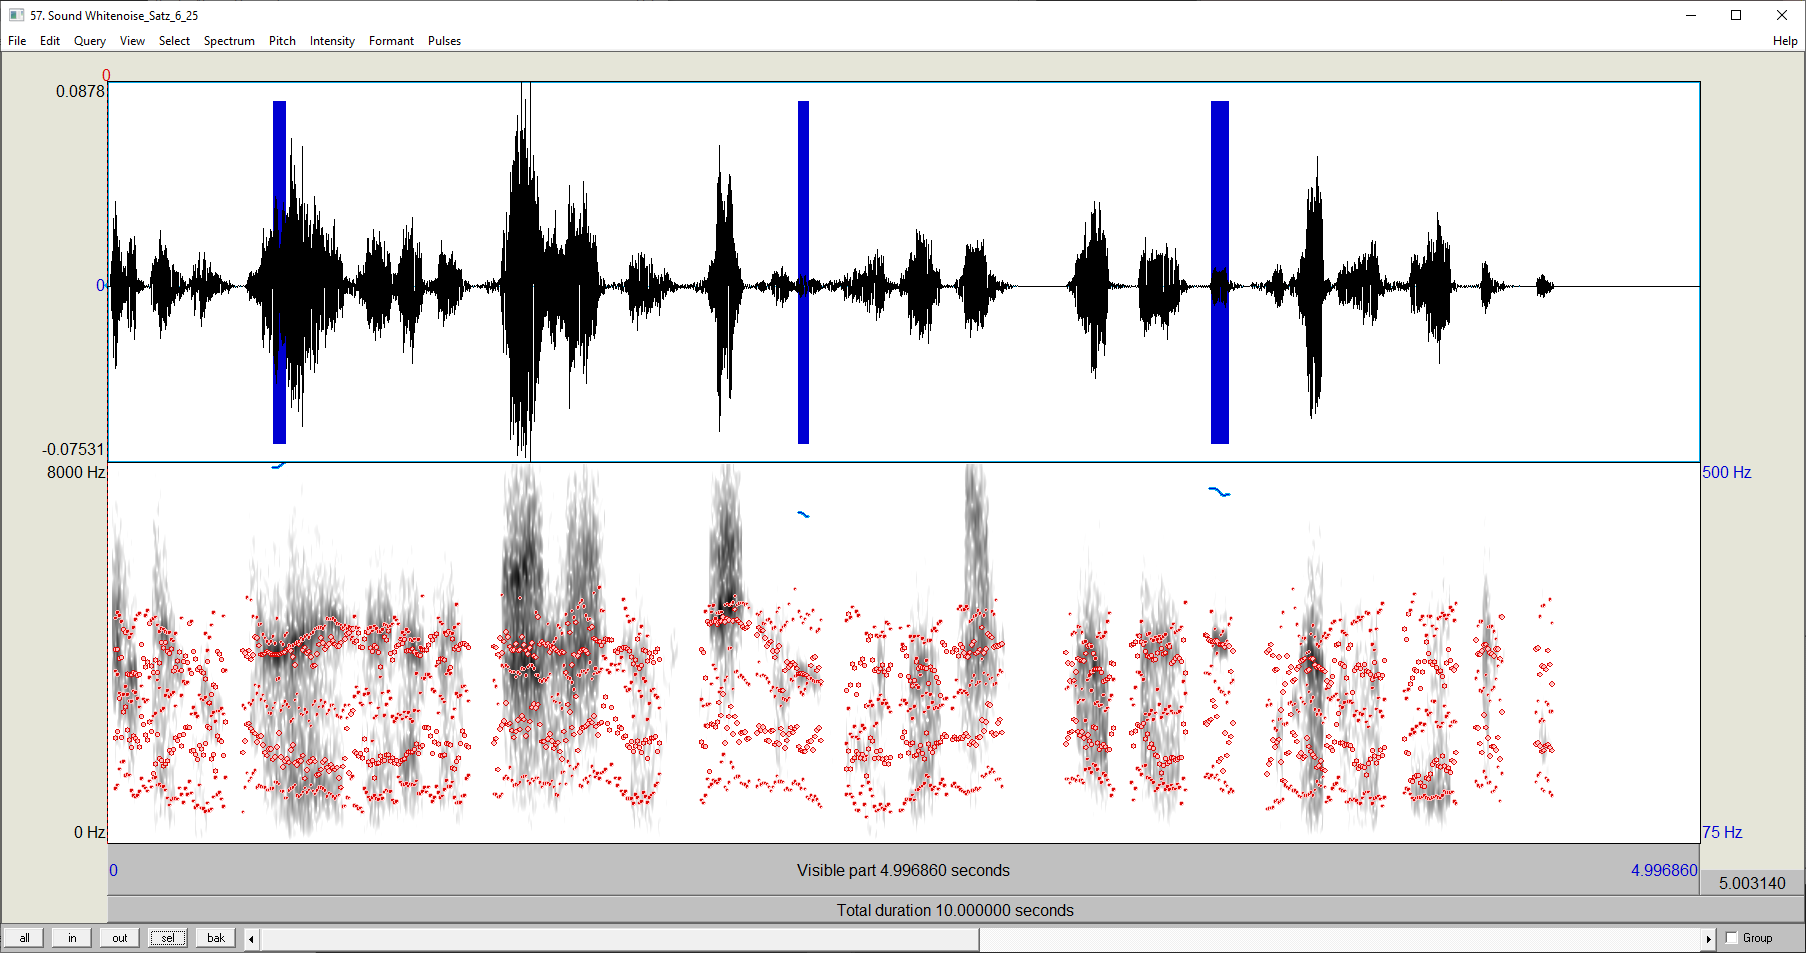 57. Sound Whitenoise_Satz_6_25
File Edit Query View Select Spectrum Pitch Intensity Formant Pulses Help
0
0.0878
0
-0.07531
8000 Hz 500 Hz
0 Hz 75 Hz
0 Visible part 4.996860 seconds 4.996860
5.003140
Total duration 10.000000 seconds
all in out sel bak Group